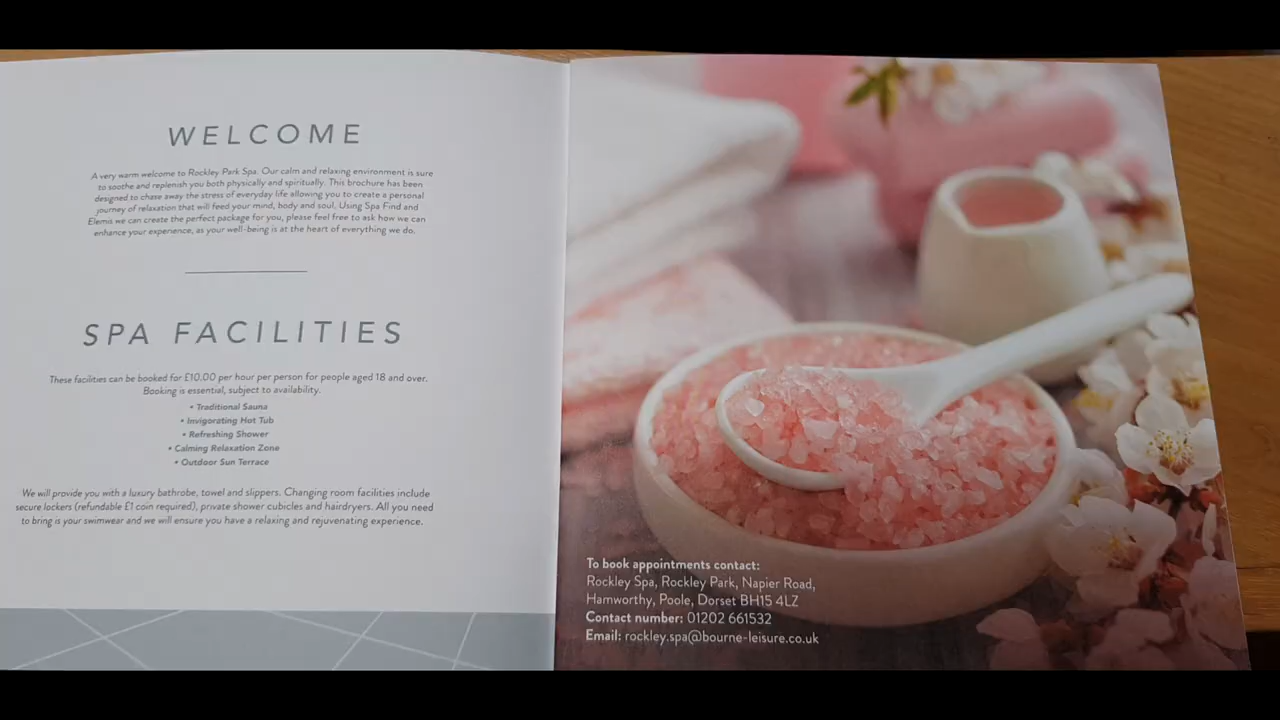 WELCOME
A very warm welcome to Rockley Park Spa. Our calm and relaxing environment is sure
to soothe and replenish you both physically and spiritually. This brochure has been
designed to chase away the stress of everyday life allowing you to create a personal
journey of relaxation that will feed your mind, body and soul. Using Spa Find and
Elemis we can create the perfect package for you, please feel free to ask how we can
enhance your experience, as your well-being is at the heart of everything we do.
SPA FACILITIES
These facilities can be booked for £10.00 per hour per person for people aged 18 and over.
Booking is essential, subject to availability.
• Traditional Sauna
• Invigorating Hot Tub
• Refreshing Shower
• Calming Relaxation Zone
• Outdoor Sun Terrace
We will provide you with a luxury bathrobe, towel and slippers. Changing room facilities include
secure lockers (refundable £1 coin required), private shower cubicles and hairdryers. All you need
to bring is your swimwear and we will ensure you have a relaxing and rejuvenating experience.
To book appointments contact:
Rockley Spa, Rockley Park, Napier Road,
Hamworthy, Poole, Dorset BH15 4LZ
Contact number: 01202 661532
Email: rockley.spa@bourne-leisure.co.uk